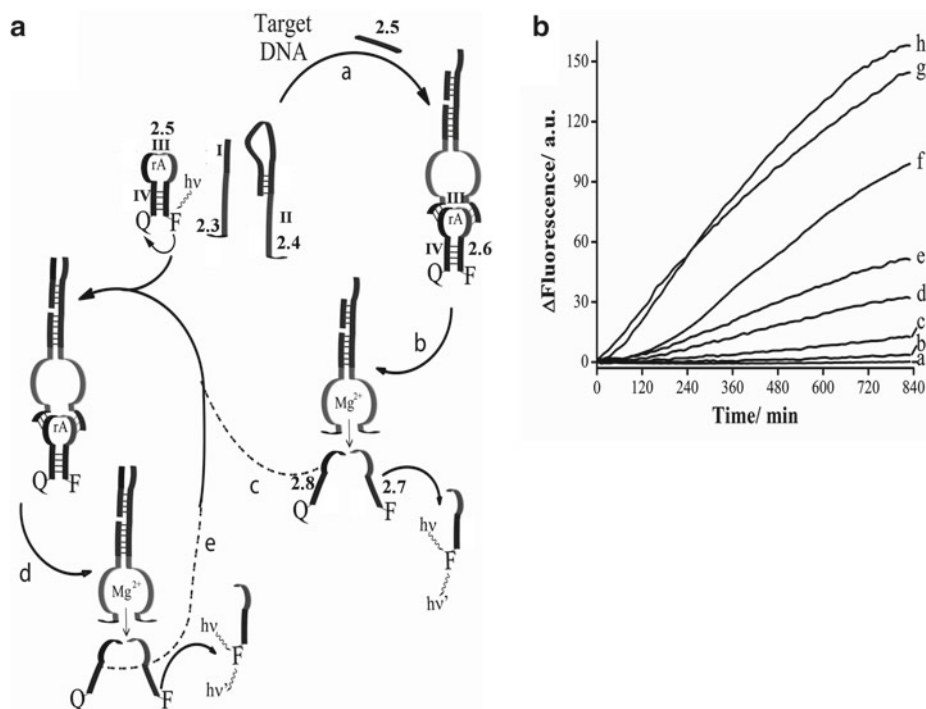 a
Target
DNA
2.5
a
2.5
III
rA
hν
IV
Q
F
I
2.3
II
2.4
III
rA
IV
2.6
Q
F
b
rA
Q
F
Mg2+
c
2.8
2.7
Q
F
hν
F
hν'
d
e
Mg2+
Q
F
hν
F
hν'
b
ΔFluorescence/ a.u.
150
120
90
60
30
0
h
g
f
e
d
c
b
a
0 120 240 360 480 600 720 840
Time/ min